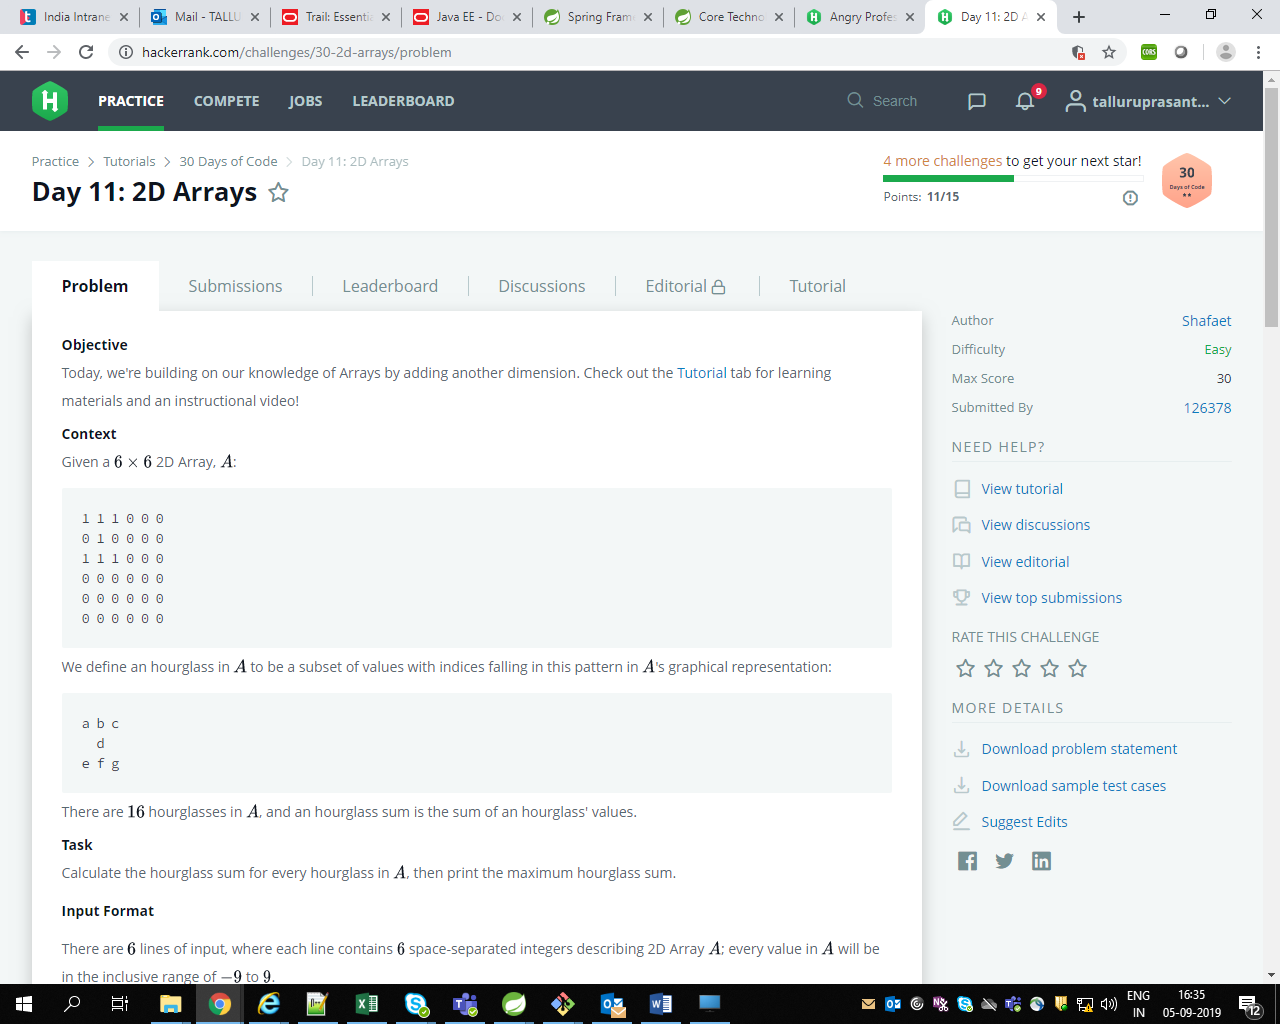 India Intrane
Mail - TALLU
Trail: Essentia
Java EE - Do
Spring Fram
Core Techno
Angry Profes
Day 11: 2D A
hackerrank.com/challenges/30-2d-arrays/problem
CORS
H PRACTICE COMPETE JOBS LEADERBOARD Search 9 talluruprasant...
Practice > Tutorials > 30 Days of Code > Day 11: 2D Arrays
Day 11: 2D Arrays
4 more challenges to get your next star!
Points: 11/15
30
Days of Code
Problem Submissions Leaderboard Discussions Editorial Tutorial
Objective
Today, we're building on our knowledge of Arrays by adding another dimension. Check out the Tutorial tab for learning
materials and an instructional video!
Context
Given a 6 × 6 2D Array, A:
1 1 1 0 0 0
0 1 0 0 0 0
1 1 1 0 0 0
0 0 0 0 0 0
0 0 0 0 0 0
0 0 0 0 0 0
We define an hourglass in A to be a subset of values with indices falling in this pattern in A's graphical representation:
a b c
d
e f g
There are 16 hourglasses in A, and an hourglass sum is the sum of an hourglass' values.
Task
Calculate the hourglass sum for every hourglass in A, then print the maximum hourglass sum.
Input Format
There are 6 lines of input, where each line contains 6 space-separated integers describing 2D Array A; every value in A will be
in the inclusive range of −9 to 9.
Author Shafaet
Difficulty Easy
Max Score 30
Submitted By 126378
NEED HELP?
View tutorial
View discussions
View editorial
View top submissions
RATE THIS CHALLENGE
MORE DETAILS
Download problem statement
Download sample test cases
Suggest Edits
ENG
IN
16:35
05-09-2019
12